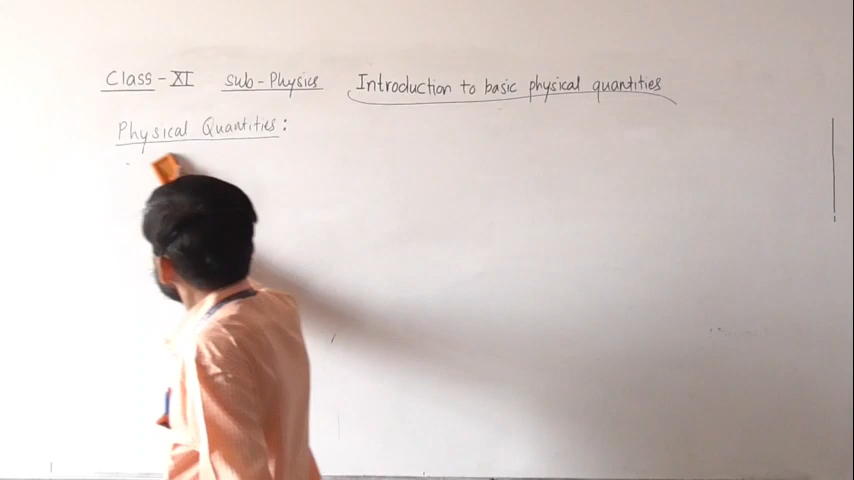 Class - XI Sub - Physics Introduction to basic physical quantities
Physical Quantities :